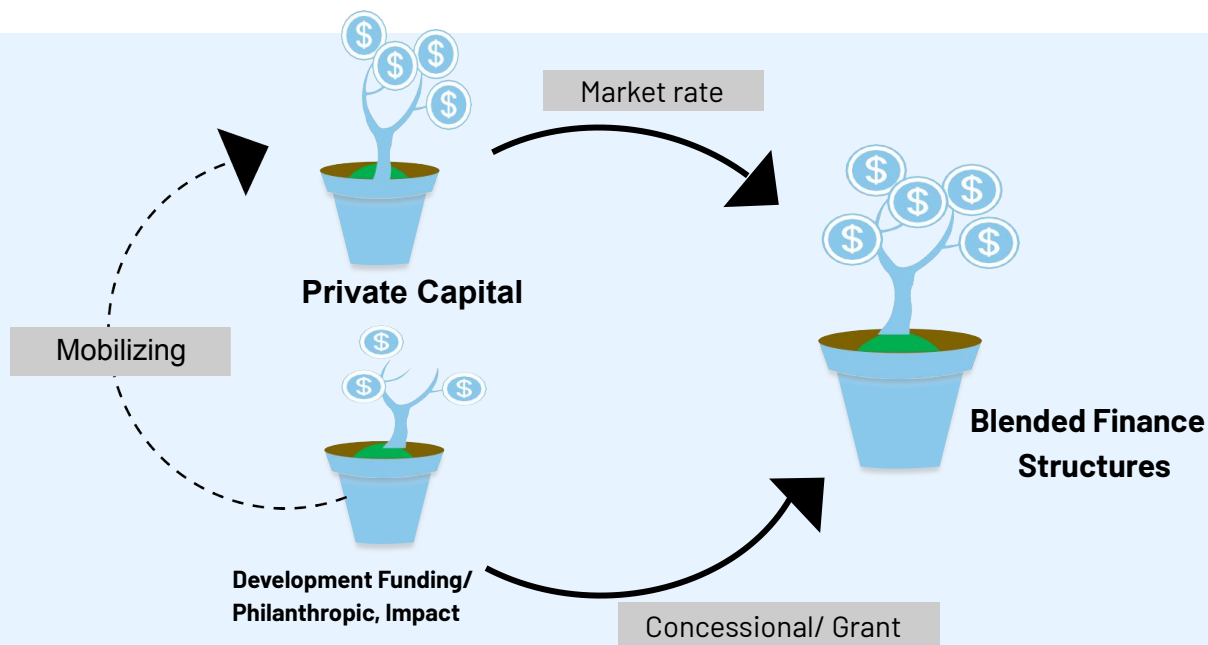 $
$
$
$
Market rate
$
$
$
$
$
Private Capital
Mobilizing
$
$
$
Blended Finance
Structures
Development Funding/
Philanthropic, Impact
Concessional/ Grant